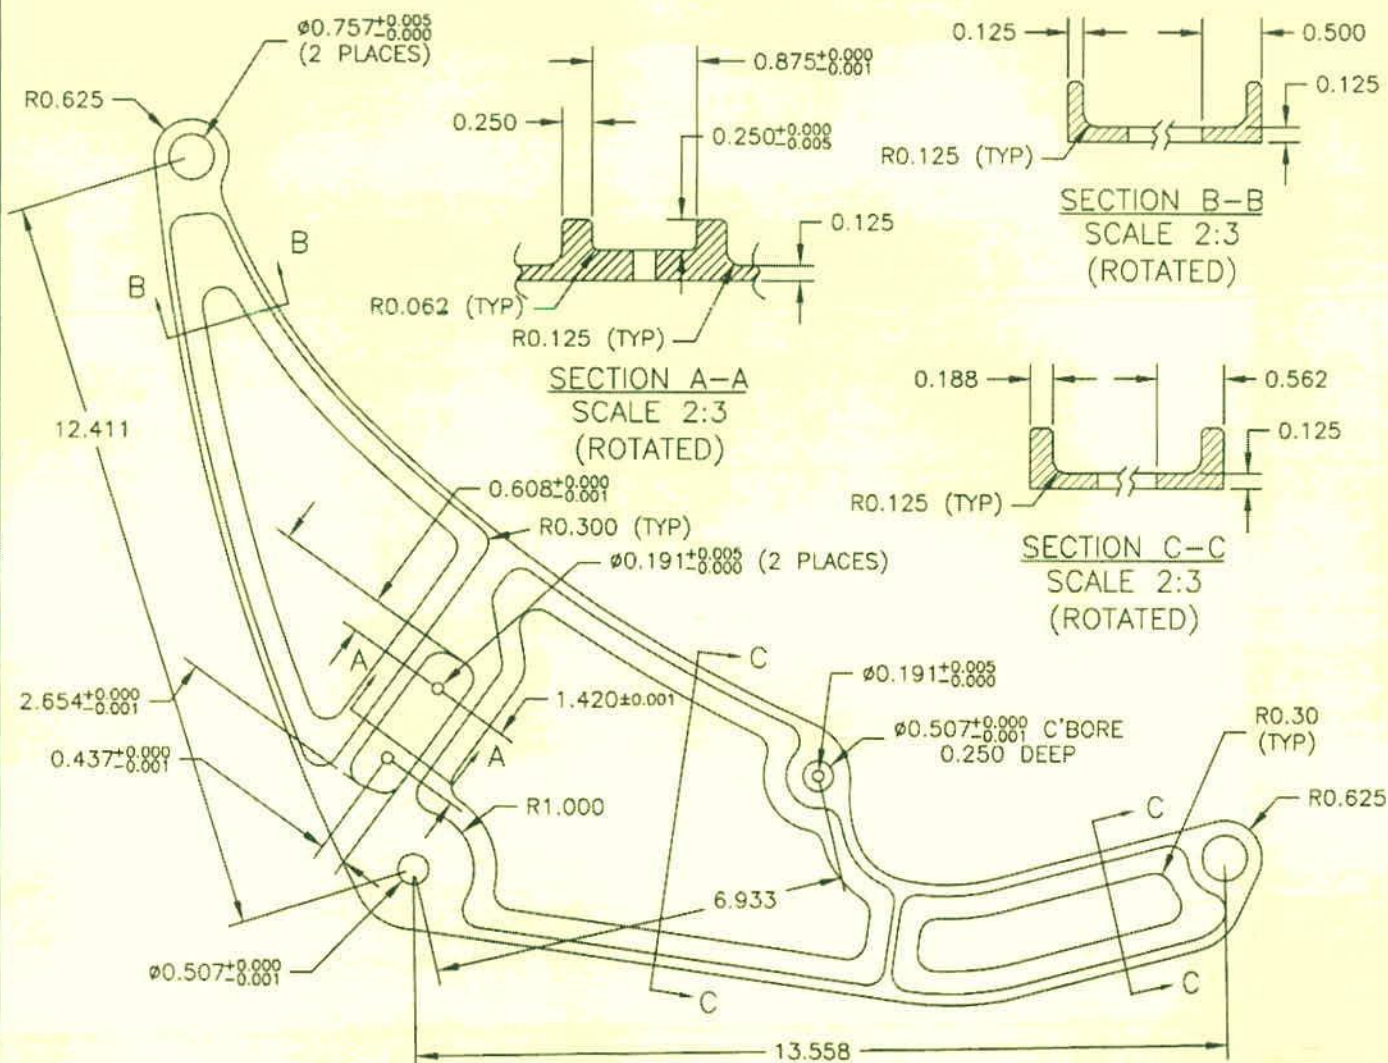 ø0.757+0.005
-0.000
(2 PLACES)
R0.625
0.250
0.875+0.000
-0.001
0.250+0.000
-0.005
0.125
R0.062 (TYP)
R0.125 (TYP)
SECTION A-A
SCALE 2:3
(ROTATED)
0.125
0.500
0.125
R0.125 (TYP)
SECTION B-B
SCALE 2:3
(ROTATED)
B
B
12.411
0.188
0.562
0.125
R0.125 (TYP)
SECTION C-C
SCALE 2:3
(ROTATED)
0.608+0.000
-0.001
R0.300 (TYP)
ø0.191+0.005
-0.000 (2 PLACES)
A
A
C
C
2.654+0.000
-0.001
1.420±0.001
0.437+0.000
-0.001
R1.000
ø0.191+0.005
-0.000
ø0.507+0.000
-0.001 C'BORE
0.250 DEEP
R0.30
(TYP)
R0.625
C
C
6.933
ø0.507+0.000
-0.001
13.558